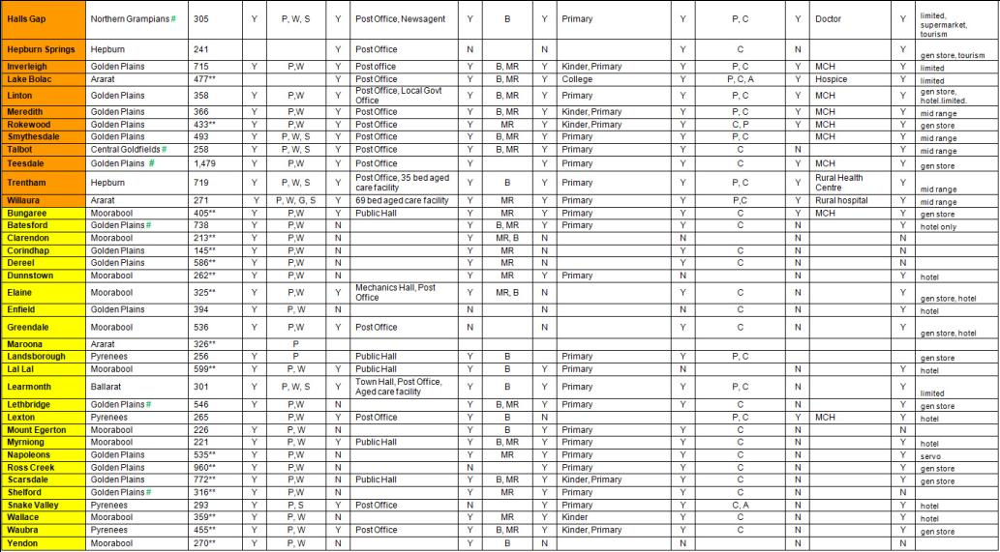 Halls Gap Northern Grampians # 305 Y P, W, S Y Post Office, Newsagent Y B Y Primary Y P, C Y Doctor Y limited, supermarket, tourism
Hepburn Springs Hepburn 241 Y Post Office N N Y C N Y gen store, tourism
Inverleigh Golden Plains 715 Y P,W Y Post office Y B, MR Y Kinder, Primary Y P, C Y MCH Y limited
Lake Bolac Ararat 477** Y Post office Y B, MR Y College Y P, C, A Y Hospice Y limited
Linton Golden Plains 358 Y P,W Y Post Office, Local Govt Office Y B, MR Y Primary Y P, C Y MCH Y gen store, hotel.limited.
Meredith Golden Plains 366 Y P,W Y Post Office Y B, MR Y Kinder, Primary Y P, C Y MCH Y mid range
Rokewood Golden Plains 433** Y P,W Y Post Office Y MR Y Kinder, Primary Y C, P Y MCH Y gen store
Smythesdale Golden Plains 493 Y P, W, S Y Post Office Y B, MR Y Primary Y P, C MCH Y mid range
Talbot Central Goldfields # 258 Y P, W, S Y Post Office Y B, MR Y Primary Y C N Y mid range
Teesdale Golden Plains # 1,479 Y P,W Y Post Office Y Y Primary Y C Y MCH Y gen store
Trentham Hepburn 719 Y P, W, S Y Post Office, 35 bed aged care facility Y B Y Primary Y P, C Y Rural Health Centre Y mid range
Willaura Ararat 271 Y P, W, G, S Y 69 bed aged care facility Y MR Y Primary Y P,C Y Rural hospital Y mid range
Bungaree Moorabool 405** Y P,W Y Public Hall Y MR Y Primary Y C Y MCH Y gen store
Batesford Golden Plains # 738 Y P,W N Y B, MR Y Primary Y C N Y hotel only
Clarendon Moorabool 213** Y P, W N Y MR, B N N N N
Corindhap Golden Plains 145** Y P,W N Y MR N Y C N N
Dereel Golden Plains 586** Y P,W N Y MR N Y C N N
Dunnstown Moorabool 262** Y P,W N Y MR Y Primary N N Y hotel
Elaine Moorabool 325** Y P,W Y Mechanics Hall, Post Office Y MR, B N Y C N Y gen store, hotel
Enfield Golden Plains 394 Y P, W N N N N N Y hotel
Greendale Moorabool 536 Y P,W Y Post Office N N Y C N Y gen store, hotel
Maroona Ararat 326** P
Landsborough Pyrenees 256 Y P Public Hall Y B Primary Y P, C gen store
Lal Lal Moorabool 599** Y P, W Y Public Hall Y B Y Primary N N Y hotel
Learmonth Ballarat 301 Y P, W, S Y Town Hall, Post Office, Aged care facility Y B Y Primary Y P, C N Y limited
Lethbridge Golden Plains # 546 Y P,W N Y B, MR Y Primary Y C N Y gen store
Lexton Pyrenees 265 P,W Y Post Office Y B N P, C Y MCH Y hotel
Mount Egerton Moorabool 226 Y P, W N Y B Y Primary Y C N N
Myrniong Moorabool 221 Y P, W Y Public Hall Y B, MR Y Primary Y C N Y hotel
Napoleons Golden Plains 535** Y P,W N Y MR Y Primary Y C N Y servo
Ross Creek Golden Plains 960** Y P,W N Y Y Primary Y C N Y gen store
Scarsdale Golden Plains 772** Y P,W N Public Hall Y B, MR Y Kinder, Primary Y C N Y gen store
Shelford Golden Plains # 316** Y P,W N Y MR Y Primary Y C N N
Snake Valley Pyrenees 293 Y P, S Y Post Office N Y Primary Y C, A N Y hotel
Wallace Moorabool 359** Y P, W N Y MR Y Kinder Y C N Y hotel
Waubra Pyrenees 455** Y P, W Y Post Office Y B, MR Y Kinder, Primary Y C N Y gen store
Yendon Moorabool 270** Y P, W N Y B N N N N